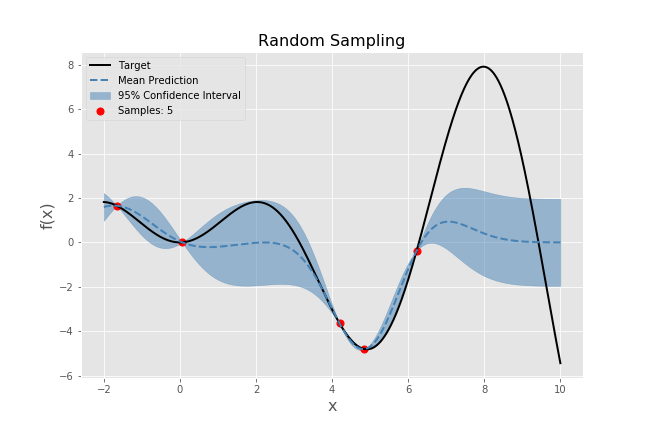 Random Sampling
Target
Mean Prediction
95% Confidence Interval
Samples: 5
f(x)
8
6
4
2
0
−2
−4
−6
−2
0
2
4
6
8
10
x